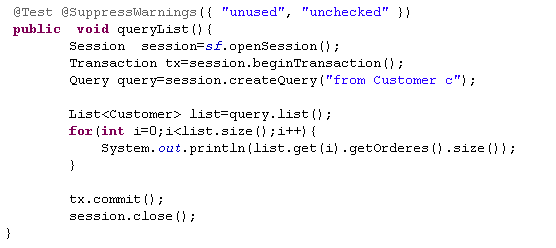 @Test @SuppressWarnings({ "unused", "unchecked" })
public  void queryList(){
Session  session=sf.openSession();
Transaction tx=session.beginTransaction();
Query query=session.createQuery("from Customer c");
List<Customer> list=query.list();
for(int i=0;i<list.size();i++){
System.out.println(list.get(i).getOrderes().size());
}
tx.commit();
session.close();
}